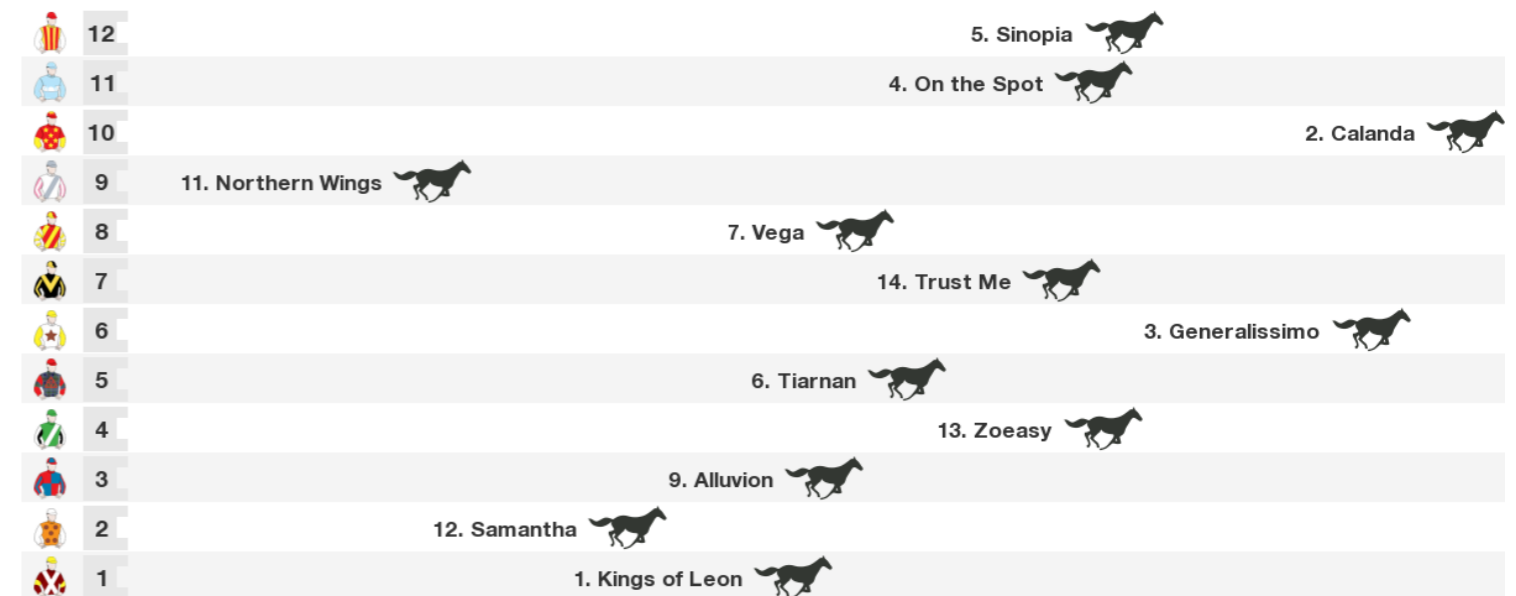 12 5. Sinopia
11 4. On the Spot
10 2. Calanda
9 11. Northern Wings
8 7. Vega
7 14. Trust Me
6 3. Generalissimo
5 6. Tiarnan
4 13. Zoeasy
3 9. Alluvion
2 12. Samantha
1 1. Kings of Leon